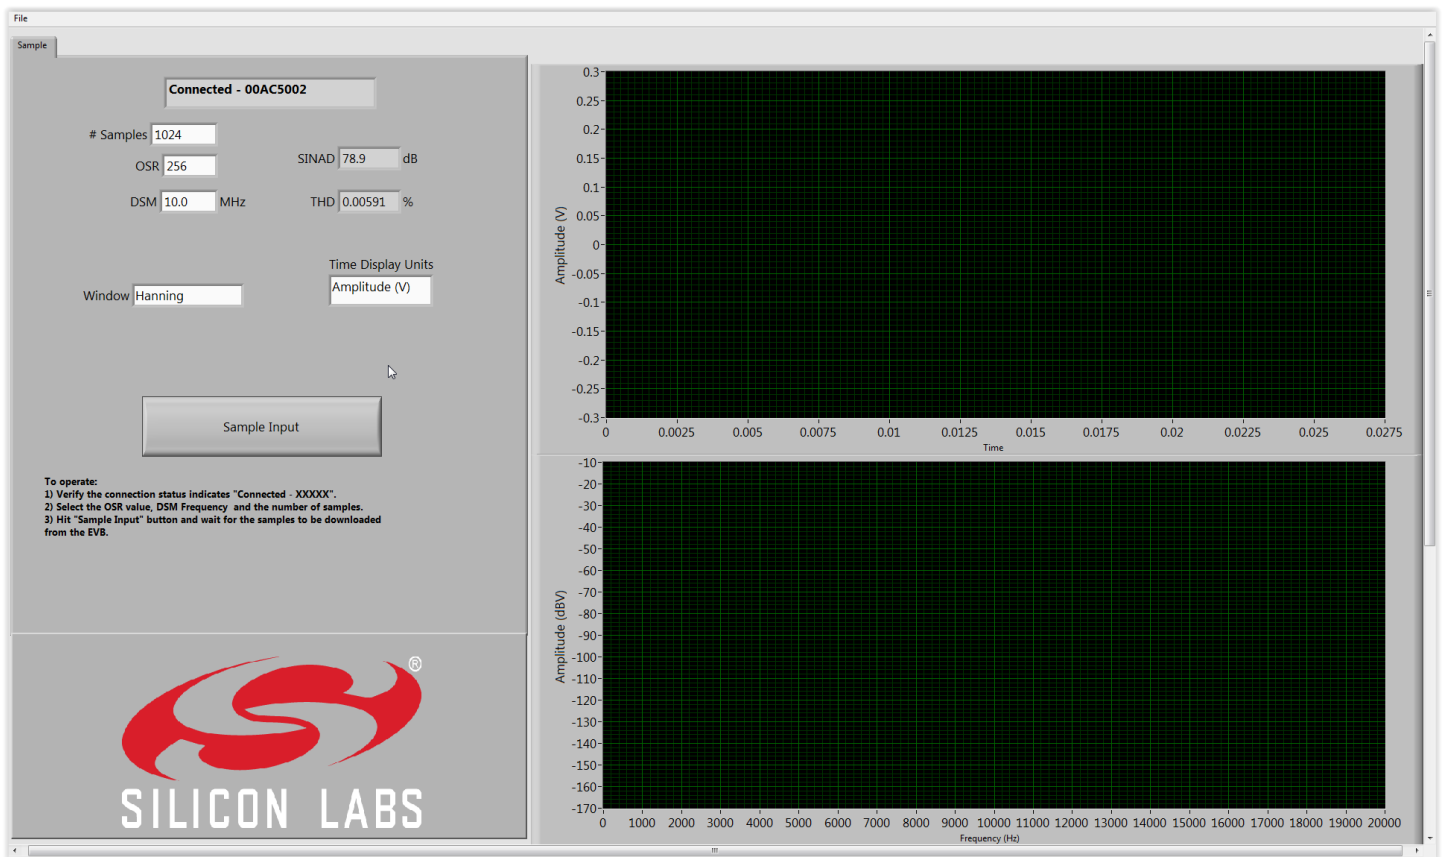 File
Sample
Connected - 00AC5002
# Samples 1024
OSR 256
SINAD 78.9 dB
DSM 10.0 MHz
THD 0.00591 %
Time Display Units
Amplitude (V)
Window Hanning
Sample Input
To operate:
1) Verify the connection status indicates "Connected - XXXXX".
2) Select the OSR value, DSM Frequency and the number of samples.
3) Hit "Sample Input" button and wait for the samples to be downloaded
from the EVB.
®
SILICON LABS
Amplitude (V)
0.3
0.25
0.2
0.15
0.1
0.05
0
-0.05
-0.1
-0.15
-0.2
-0.25
-0.3
0 0.0025 0.005 0.0075 0.01 0.0125 0.015 0.0175 0.02 0.0225 0.025 0.0275
Time
Amplitude (dBV)
-10
-20
-30
-40
-50
-60
-70
-80
-90
-100
-110
-120
-130
-140
-150
-160
-170
0 1000 2000 3000 4000 5000 6000 7000 8000 9000 10000 11000 12000 13000 14000 15000 16000 17000 18000 19000 20000
Frequency (Hz)